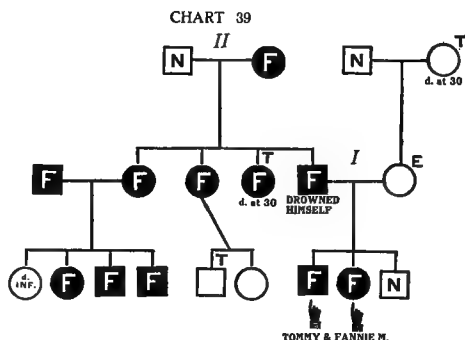 CHART 39
II
N F N T
d. at 30
T I E
F F F F F
d. at 30 DROWNED
HIMSELF
T
d.
INF. F F F F F N
TOMMY & FANNIE M.